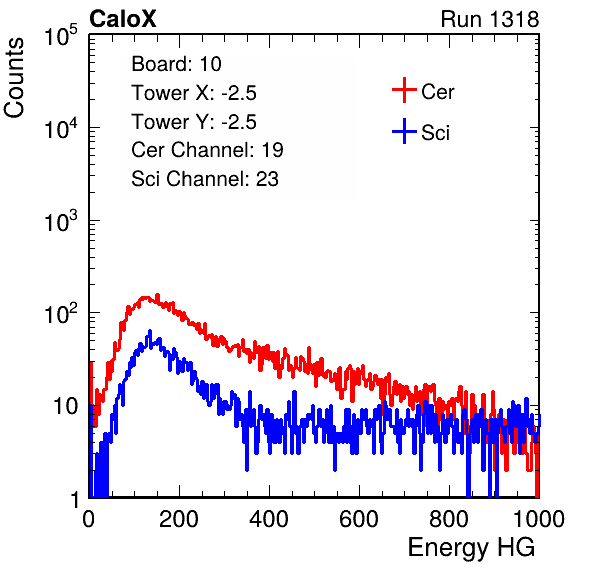 CaloX Run 1318
Counts
10^5
10^4
10^3
10^2
10
1
Board: 10
Tower X: -2.5
Tower Y: -2.5
Cer Channel: 19
Sci Channel: 23
Cer
Sci
0 200 400 600 800 1000
Energy HG